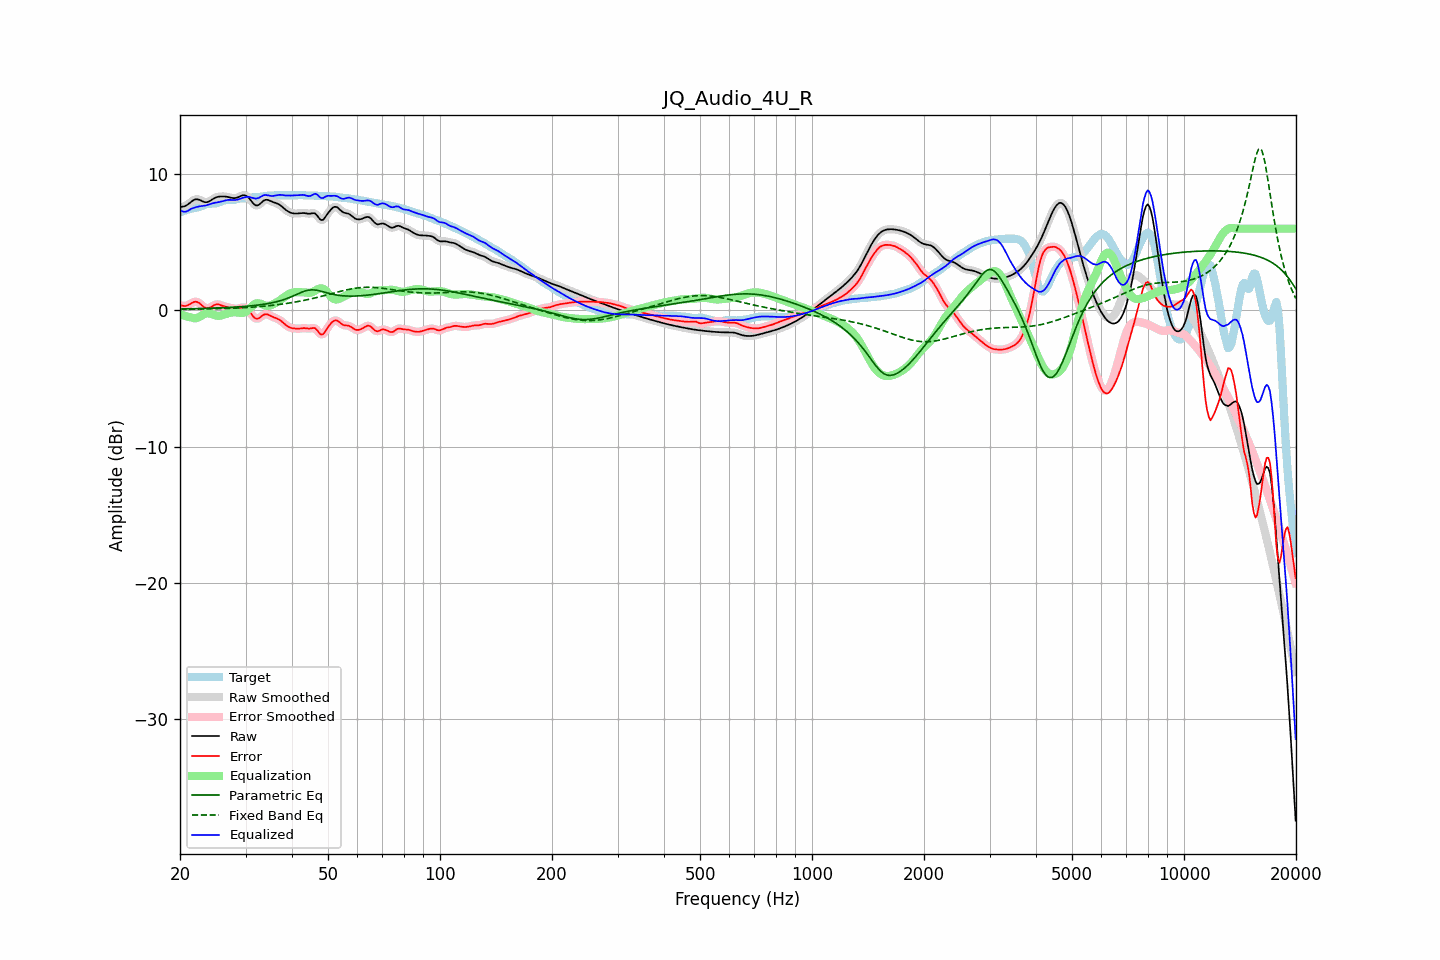 JQ_Audio_4U_R
Amplitude (dBr)
10
0
−10
−20
−30
Target
Raw Smoothed
Error Smoothed
Raw
Error
Equalization
Parametric Eq
Fixed Band Eq
Equalized
20 50 100 200 500 1000 2000 5000 10000 20000
Frequency (Hz)